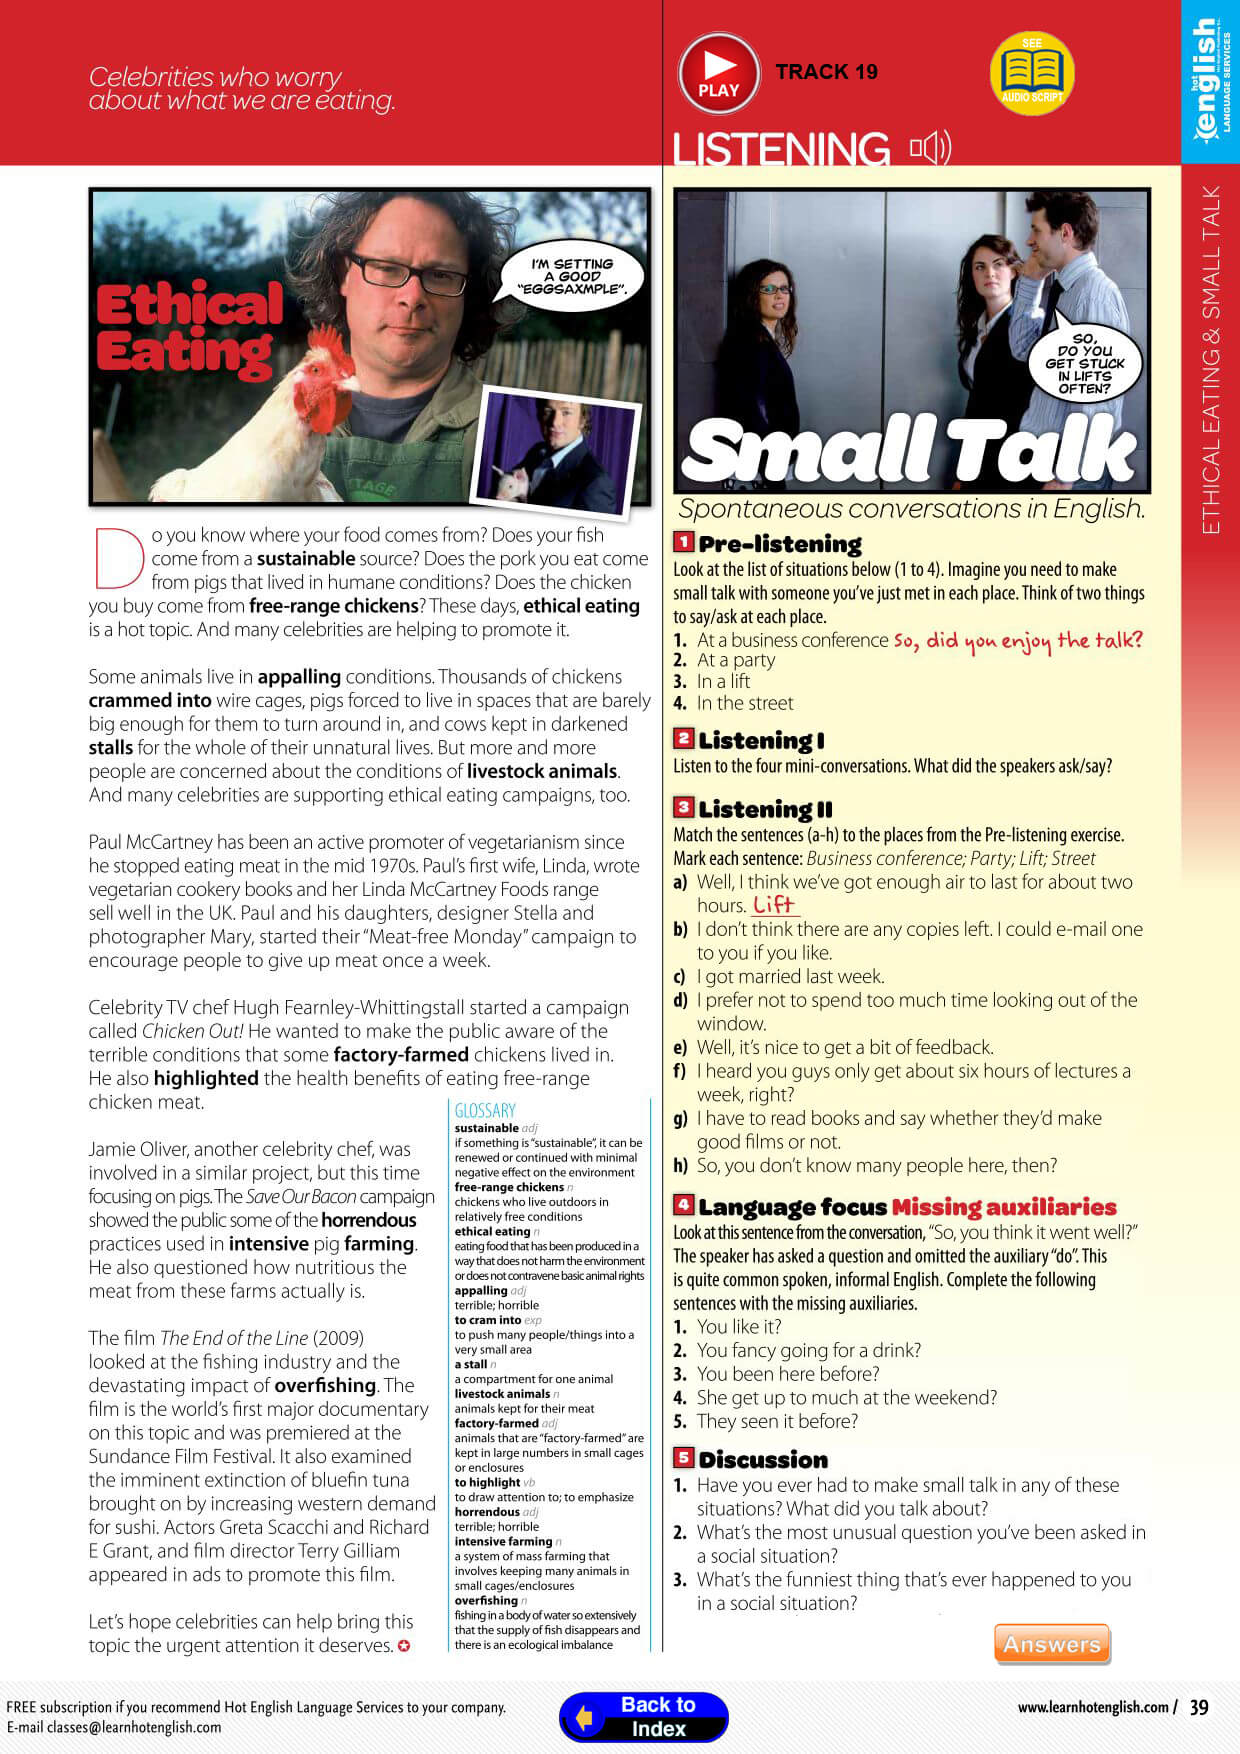 Celebrities who worry
about what we are eating.
PLAY
TRACK 19
SEE
AUDIO SCRIPT
LISTENING
hot
english
LANGUAGE SERVICES
ETHICAL EATING & SMALL TALK
Ethical
Eating
I'M SETTING
A GOOD
"EGGSAXMPLE".
TAGE
Do you know where your food comes from? Does your fish
come from a sustainable source? Does the pork you eat come
from pigs that lived in humane conditions? Does the chicken
you buy come from free-range chickens? These days, ethical eating
is a hot topic. And many celebrities are helping to promote it.
Some animals live in appalling conditions. Thousands of chickens
crammed into wire cages, pigs forced to live in spaces that are barely
big enough for them to turn around in, and cows kept in darkened
stalls for the whole of their unnatural lives. But more and more
people are concerned about the conditions of livestock animals.
And many celebrities are supporting ethical eating campaigns, too.
Paul McCartney has been an active promoter of vegetarianism since
he stopped eating meat in the mid 1970s. Paul's first wife, Linda, wrote
vegetarian cookery books and her Linda McCartney Foods range
sell well in the UK. Paul and his daughters, designer Stella and
photographer Mary, started their "Meat-free Monday" campaign to
encourage people to give up meat once a week.
Celebrity TV chef Hugh Fearnley-Whittingstall started a campaign
called Chicken Out! He wanted to make the public aware of the
terrible conditions that some factory-farmed chickens lived in.
He also highlighted the health benefits of eating free-range
chicken meat.
Jamie Oliver, another celebrity chef, was
involved in a similar project, but this time
focusing on pigs. The Save Our Bacon campaign
showed the public some of the horrendous
practices used in intensive pig farming.
He also questioned how nutritious the
meat from these farms actually is.
The film The End of the Line (2009)
looked at the fishing industry and the
devastating impact of overfishing. The
film is the world's first major documentary
on this topic and was premiered at the
Sundance Film Festival. It also examined
the imminent extinction of bluefin tuna
brought on by increasing western demand
for sushi. Actors Greta Scacchi and Richard
E Grant, and film director Terry Gilliam
appeared in ads to promote this film.
Let's hope celebrities can help bring this
topic the urgent attention it deserves.
GLOSSARY
sustainable adj
if something is "sustainable", it can be
renewed or continued with minimal
negative effect on the environment
free-range chickens n
chickens who live outdoors in
relatively free conditions
ethical eating n
eating food that has been produced in a
way that does not harm the environment
or does not contravene basic animal rights
appalling adj
terrible; horrible
to cram into exp
to push many people/things into a
very small area
a stall n
a compartment for one animal
livestock animals n
animals kept for their meat
factory-farmed adj
animals that are "factory-farmed" are
kept in large numbers in small cages
or enclosures
to highlight vb
to draw attention to; to emphasize
horrendous adj
terrible; horrible
intensive farming n
a system of mass farming that
involves keeping many animals in
small cages/enclosures
overfishing n
fishing in a body of water so extensively
that the supply of fish disappears and
there is an ecological imbalance
SO,
DO YOU
GET STUCK
IN LIFTS
OFTEN?
Small Talk
Spontaneous conversations in English.
1 Pre-listening
Look at the list of situations below (1 to 4). Imagine you need to make
small talk with someone you've just met in each place. Think of two things
to say/ask at each place.
1. At a business conference So, did you enjoy the talk?
2. At a party
3. In a lift
4. In the street
2 Listening I
Listen to the four mini-conversations. What did the speakers ask/say?
3 Listening II
Match the sentences (a-h) to the places from the Pre-listening exercise.
Mark each sentence: Business conference; Party; Lift; Street
a) Well, I think we've got enough air to last for about two
hours. Lift
b) I don't think there are any copies left. I could e-mail one
to you if you like.
c) I got married last week.
d) I prefer not to spend too much time looking out of the
window.
e) Well, it's nice to get a bit of feedback.
f) I heard you guys only get about six hours of lectures a
week, right?
g) I have to read books and say whether they'd make
good films or not.
h) So, you don't know many people here, then?
4 Language focus Missing auxiliaries
Look at this sentence from the conversation, "So, you think it went well?"
The speaker has asked a question and omitted the auxiliary "do". This
is quite common spoken, informal English. Complete the following
sentences with the missing auxiliaries.
1. You like it?
2. You fancy going for a drink?
3. You been here before?
4. She get up to much at the weekend?
5. They seen it before?
5 Discussion
1. Have you ever had to make small talk in any of these
situations? What did you talk about?
2. What's the most unusual question you've been asked in
a social situation?
3. What's the funniest thing that's ever happened to you
in a social situation?
Answers
FREE subscription if you recommend Hot English Language Services to your company.
E-mail classes@learnhotenglish.com
Back to
Index
www.learnhotenglish.com / 39